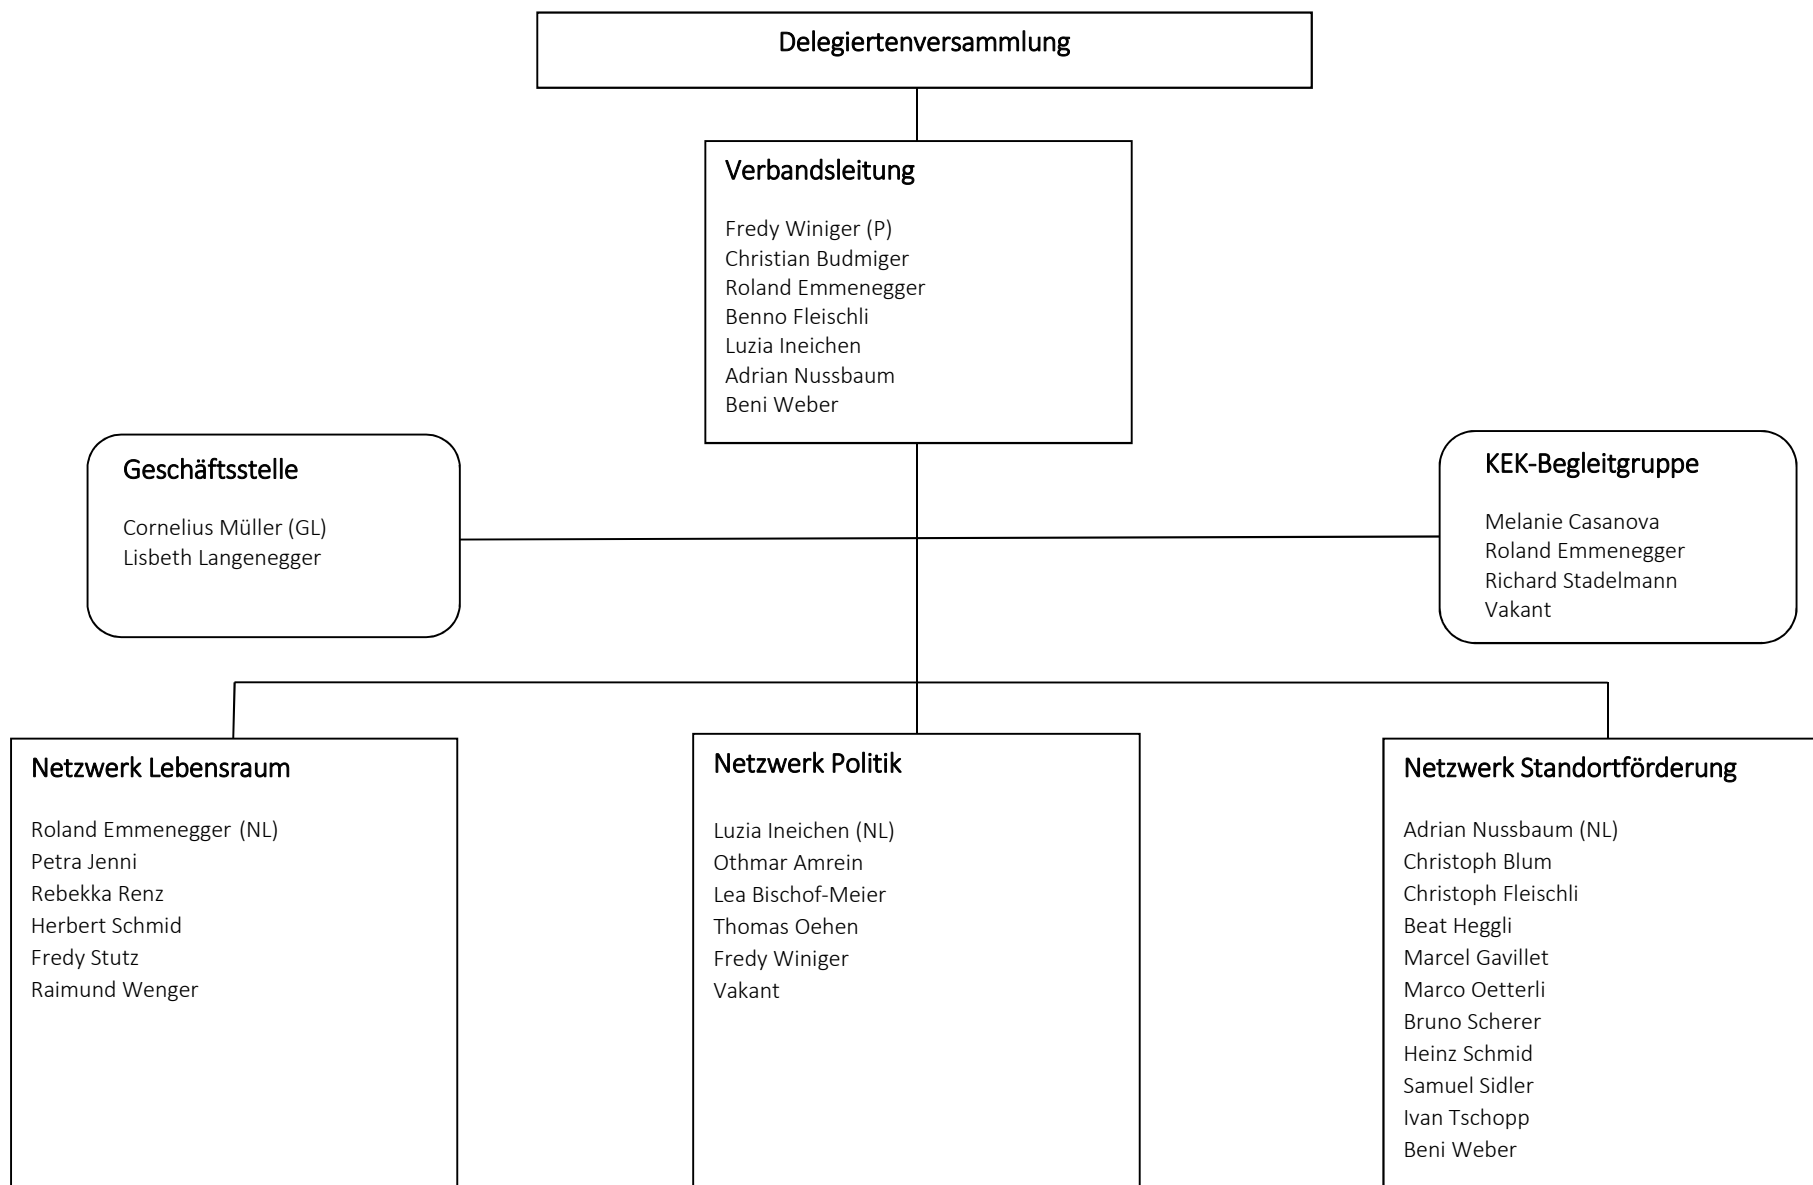 Delegiertenversammlung
Verbandsleitung
Fredy Winiger (P)
Christian Budmiger
Roland Emmenegger
Benno Fleischli
Luzia Ineichen
Adrian Nussbaum
Beni Weber
Geschäftsstelle
Cornelius Müller (GL)
Lisbeth Langenegger
KEK-Begleitgruppe
Melanie Casanova
Roland Emmenegger
Richard Stadelmann
Vakant
Netzwerk Lebensraum
Roland Emmenegger (NL)
Petra Jenni
Rebekka Renz
Herbert Schmid
Fredy Stutz
Raimund Wenger
Netzwerk Politik
Luzia Ineichen (NL)
Othmar Amrein
Lea Bischof-Meier
Thomas Oehen
Fredy Winiger
Vakant
Netzwerk Standortförderung
Adrian Nussbaum (NL)
Christoph Blum
Christoph Fleischli
Beat Heggli
Marcel Gavillet
Marco Oetterli
Bruno Scherer
Heinz Schmid
Samuel Sidler
Ivan Tschopp
Beni Weber